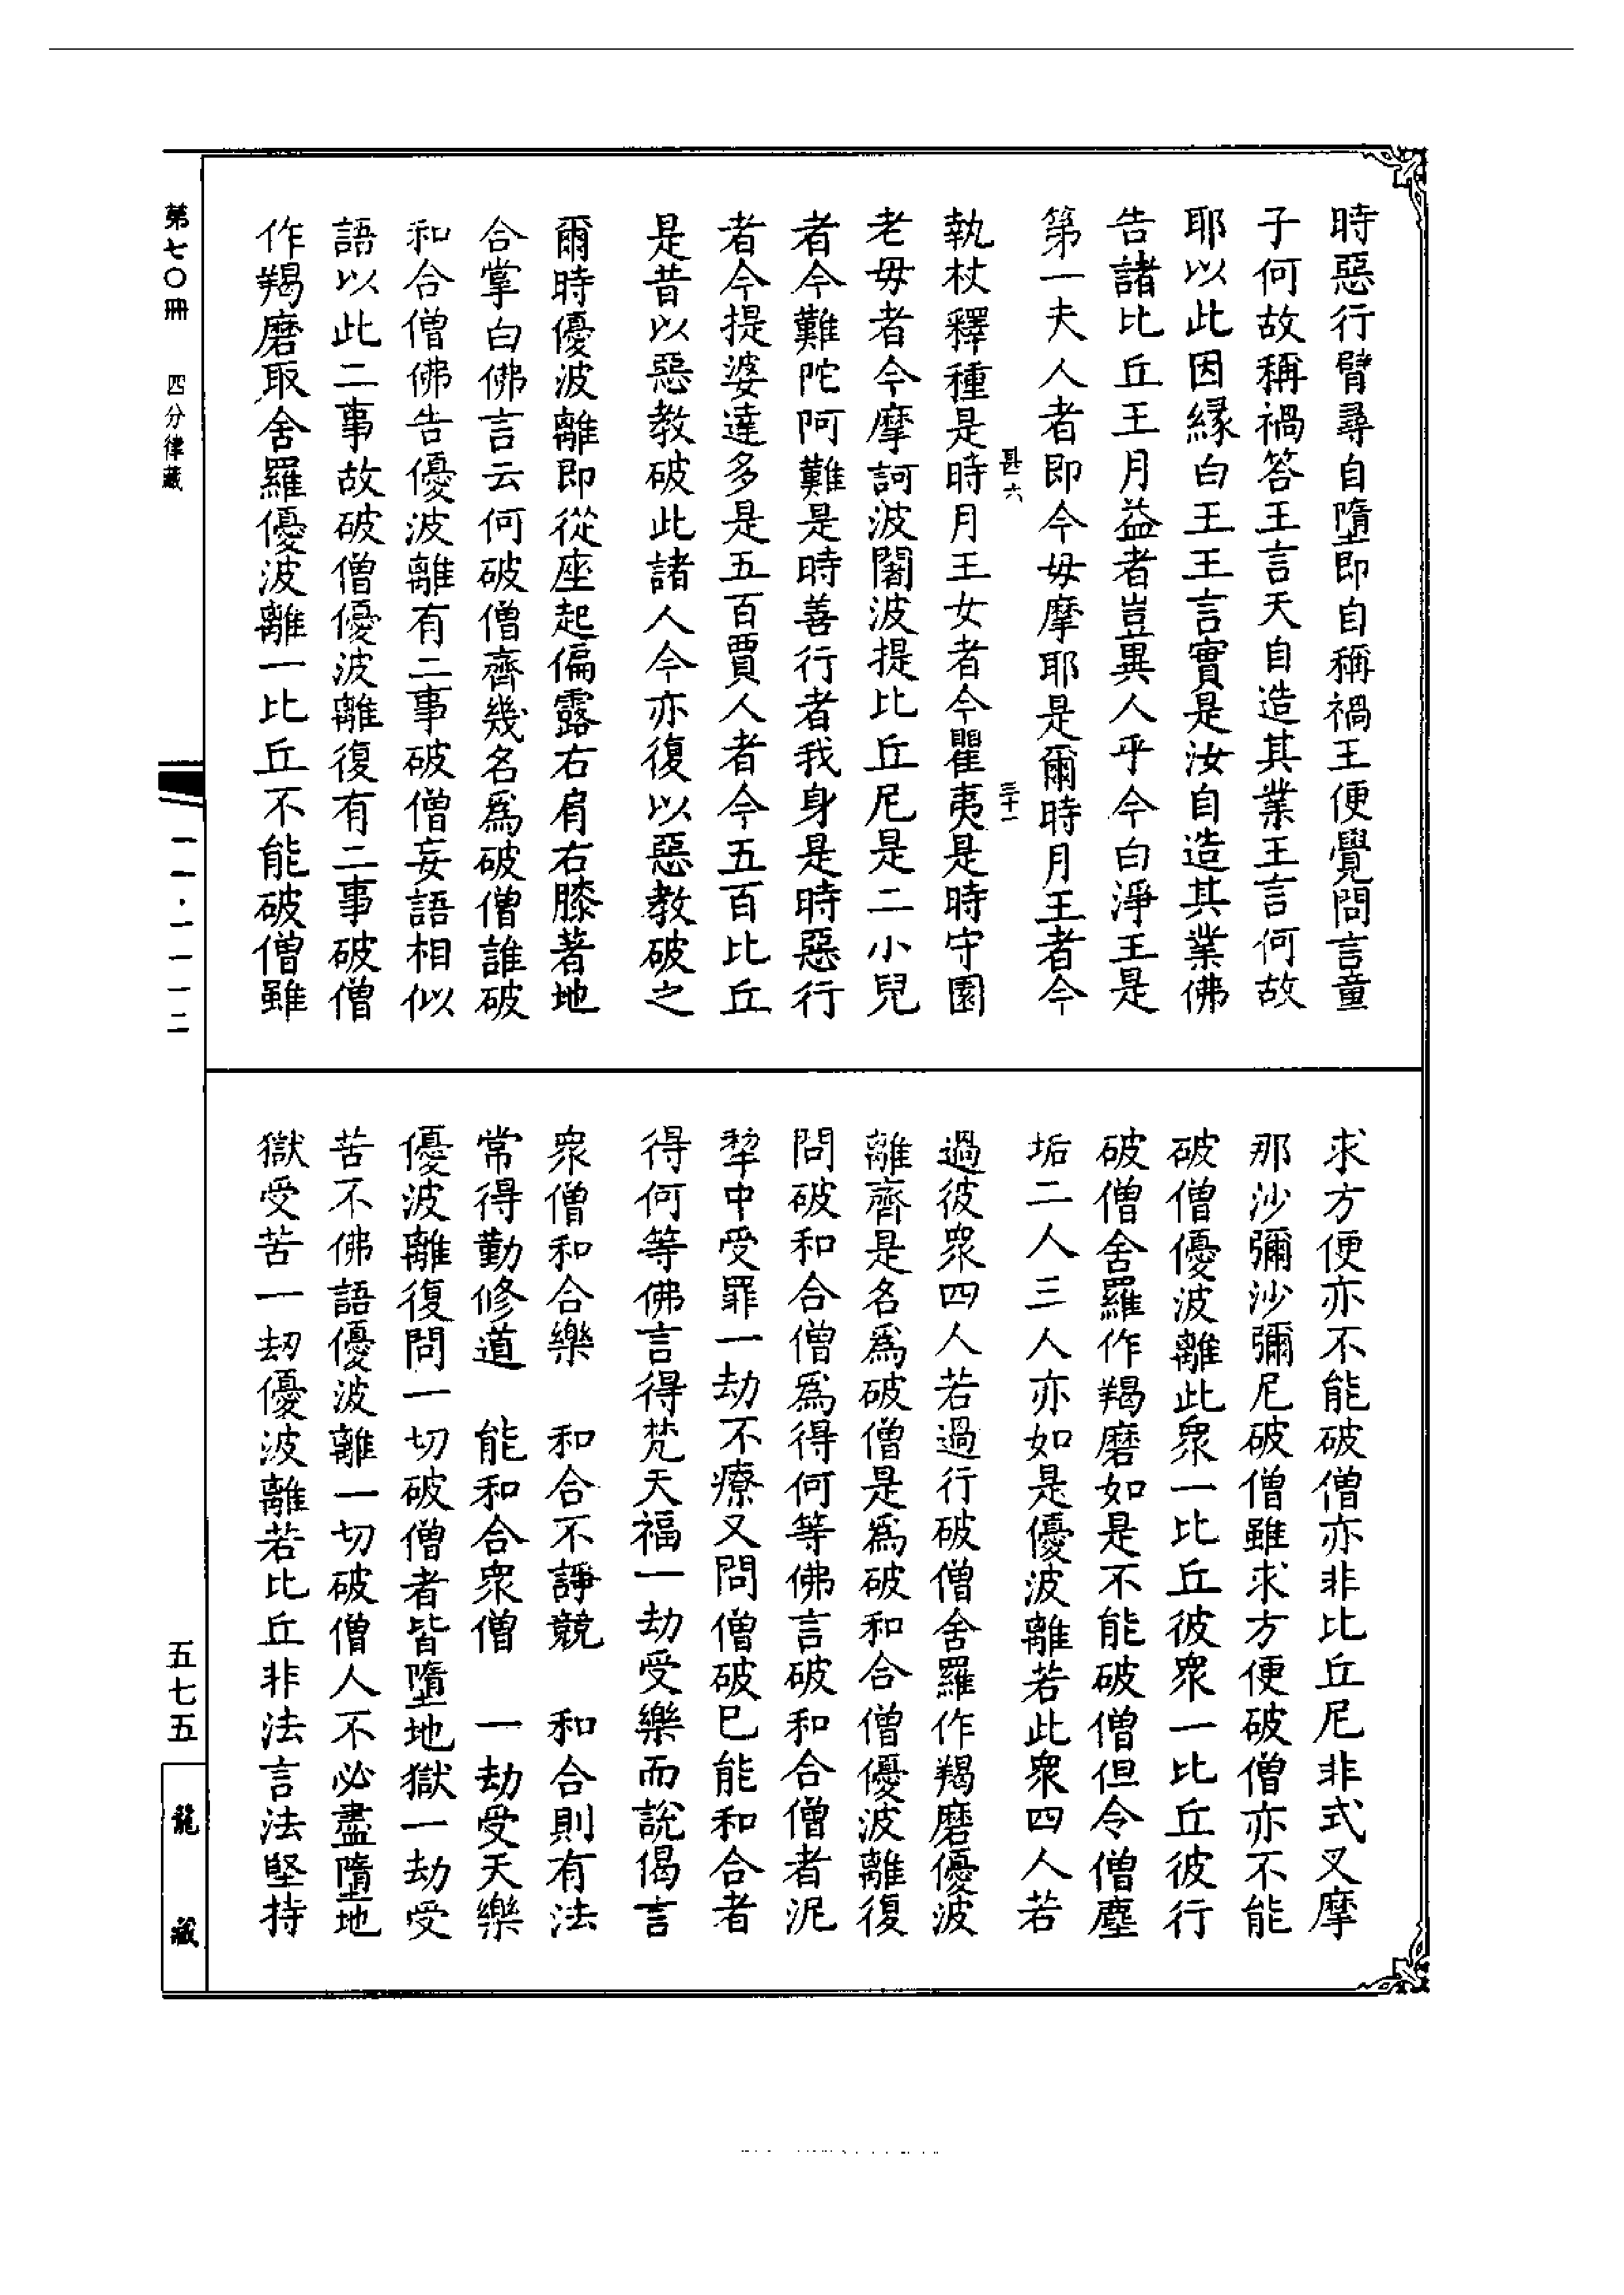 時惡行臂尋自墮即自稱禍王便覺問言童
子何故稱禍答王言天自造其業王言何故
耶以此因緣白王王言實是汝自造其業佛
告諸比丘王月益者豈異人乎今白淨王是
第一夫人者即今毋摩耶是爾時月王者今
甚六
三十一
執杖釋種是時月王女者今瞿夷是時守園
老毋者今摩訶波闍波提比丘尼是二小兒
者今難陀阿難是時善行者我身是時惡行
者今提婆達多是五百賈人者今五百比丘
是昔以惡教破此諸人今亦復以惡教破之
爾時優波離即從座起偏露右肩右膝著地
合掌白佛言云何破僧齊幾名爲破僧誰破
和合僧佛告優波離有二事破僧妄語相似
語以此二事故破僧優波離復有二事破僧
作羯磨取舍羅優波離一比丘不能破僧雖
求方便亦不能破僧亦非比丘尼非式叉摩
那沙彌沙彌尼破僧雖求方便破僧亦不能
破僧優波離此眾一比丘彼眾一比丘彼行
破僧舍羅作羯磨如是不能破僧但令僧塵
垢二人三人亦如是優波離若此眾四人若
過彼眾四人若過行破僧舍羅作羯磨優波
離齊是名爲破僧是爲破和合僧優波離復
問破和合僧爲得何等佛言破和合僧者泥
犂中受罪一劫不療又問僧破已能和合者
得何等佛言得梵天福一劫受樂而說偈言
眾僧和合樂　和合不諍競　和合則有法
常得勤修道　能和合眾僧　一劫受天樂
優波離復問一切破僧者皆墮地獄一劫受
苦不佛語優波離一切破僧人不必盡墮地
獄受苦一劫優波離若比丘非法言法堅持
第七〇冊　四分律藏
一一·一一一二
五七五
龍藏